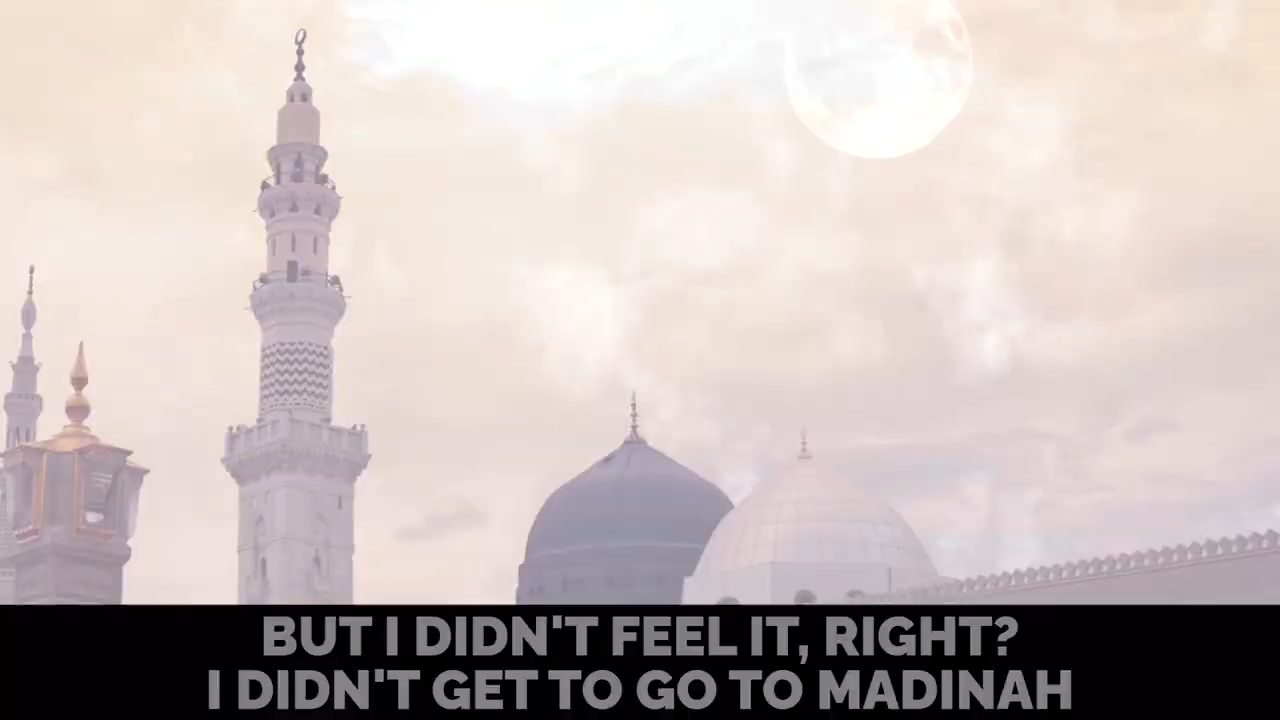 BUT I DIDN'T FEEL IT, RIGHT?
I DIDN'T GET TO GO TO MADINAH